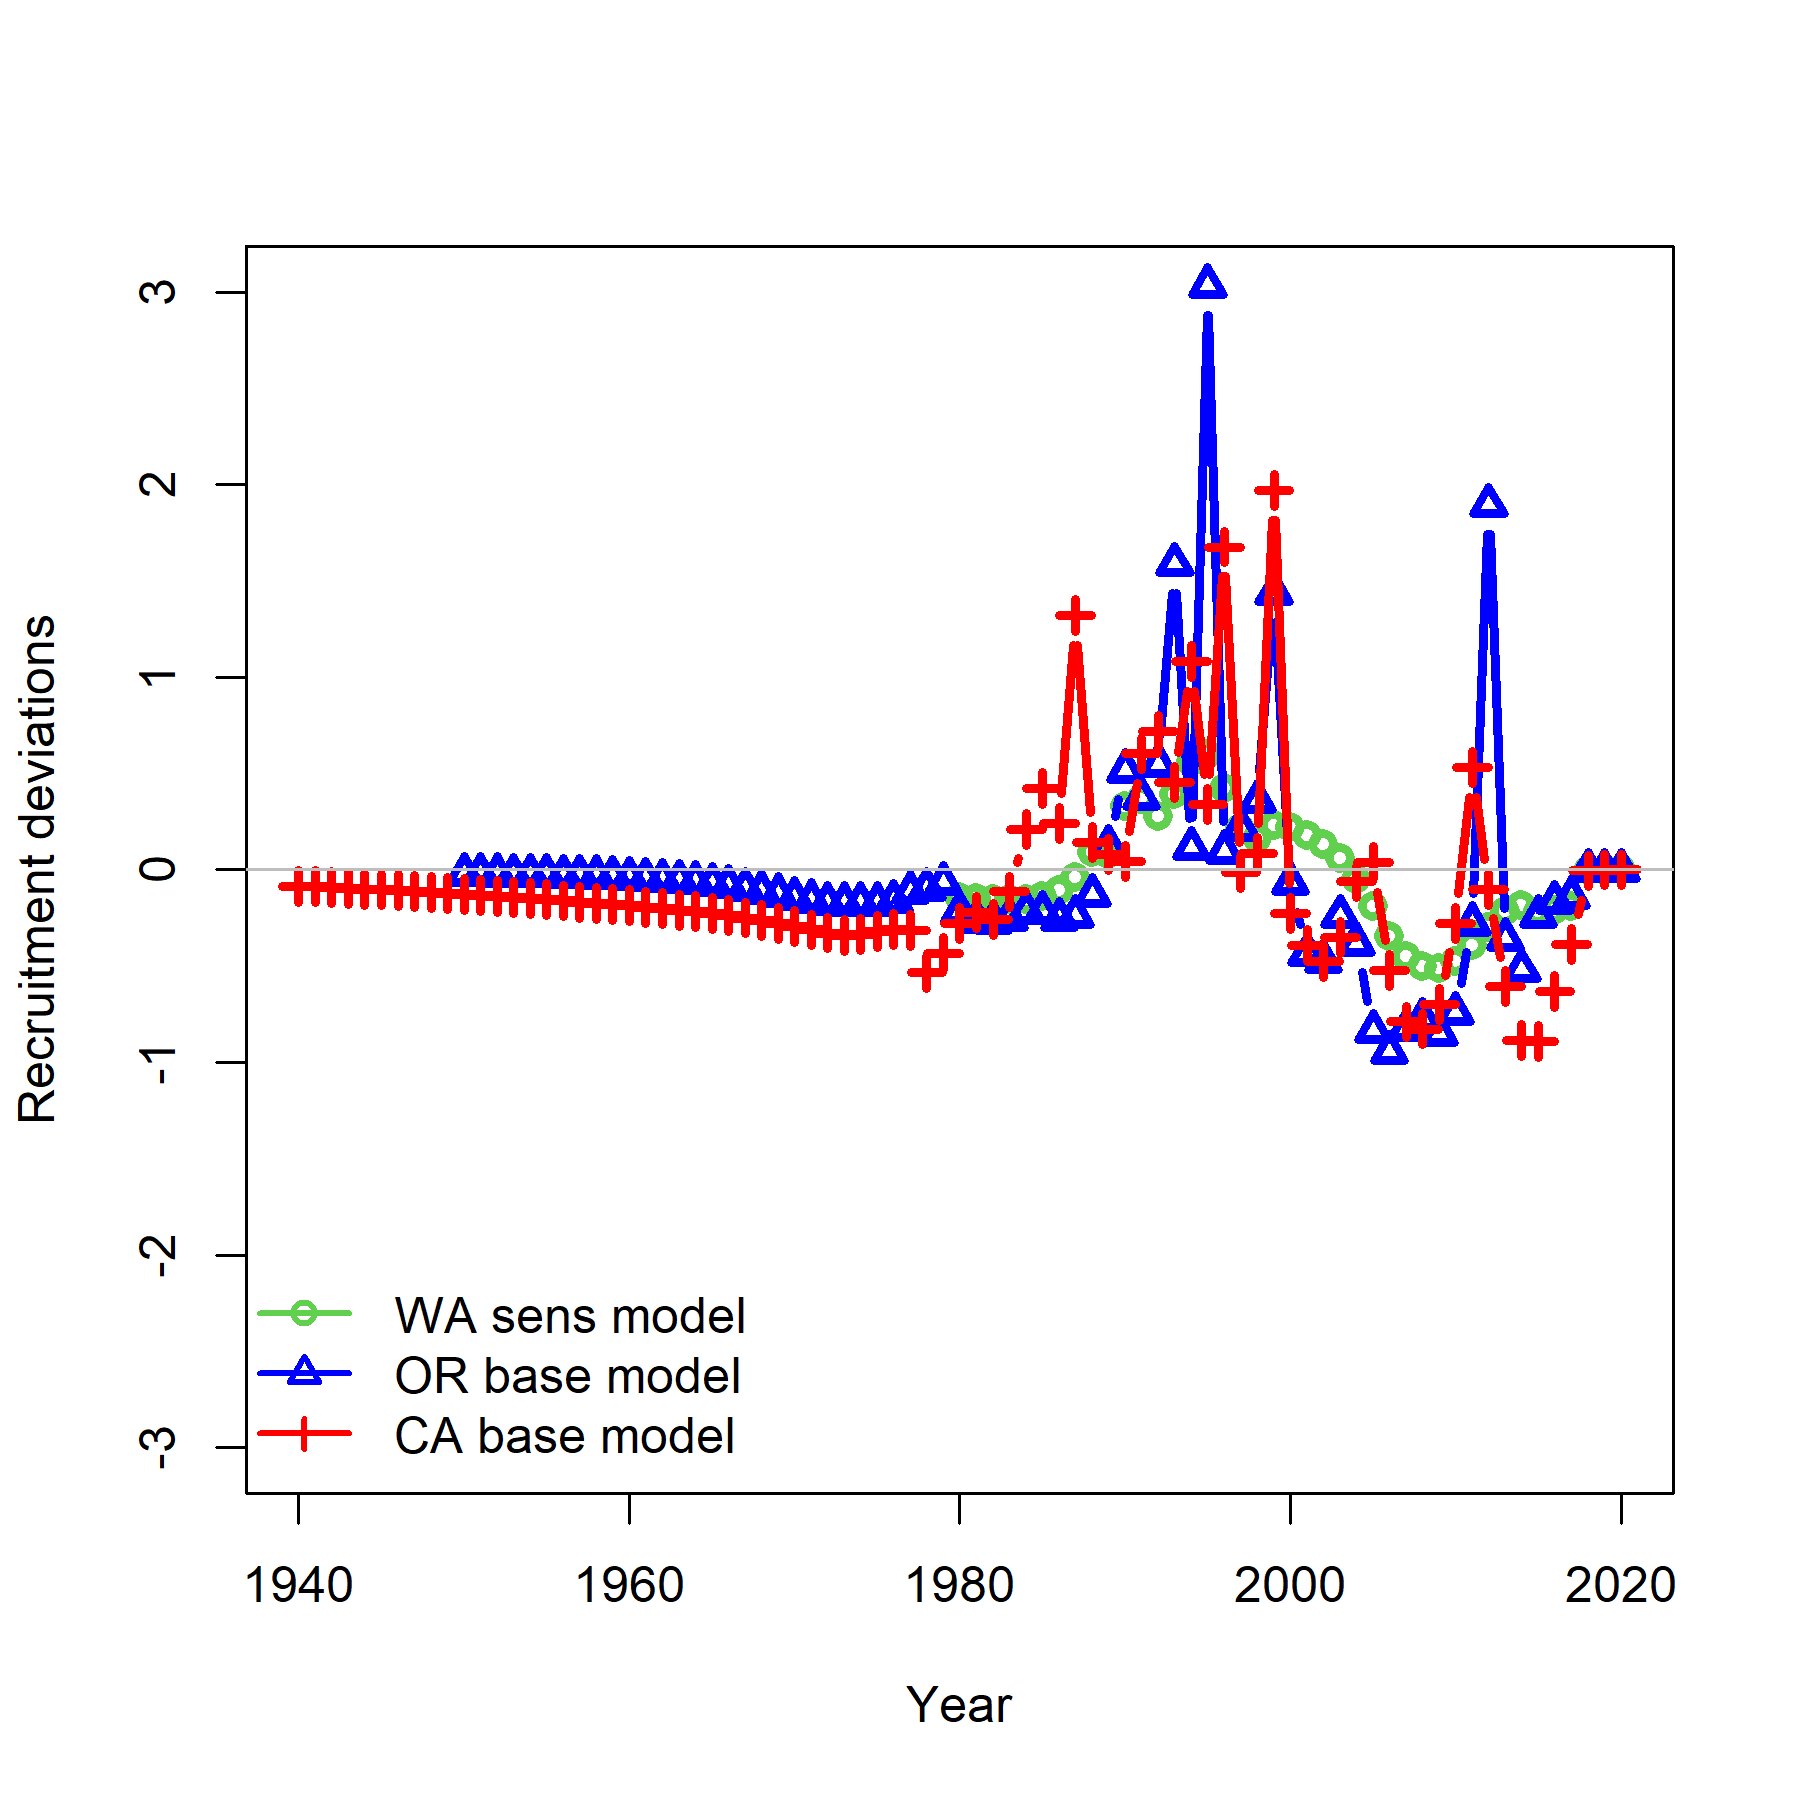 3
2
1
0
-1
-2
-3
Recruitment deviations
WA sens model
OR base model
CA base model
1940 1960 1980 2000 2020
Year